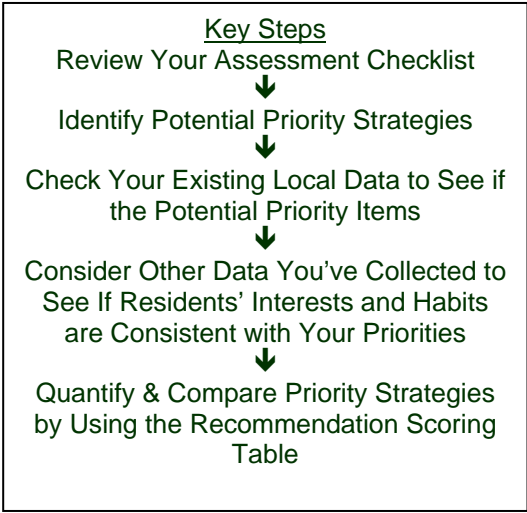 Key Steps
Review Your Assessment Checklist
Identify Potential Priority Strategies
Check Your Existing Local Data to See if
the Potential Priority Items
Consider Other Data You’ve Collected to
See If Residents’ Interests and Habits
are Consistent with Your Priorities
Quantify & Compare Priority Strategies
by Using the Recommendation Scoring
Table